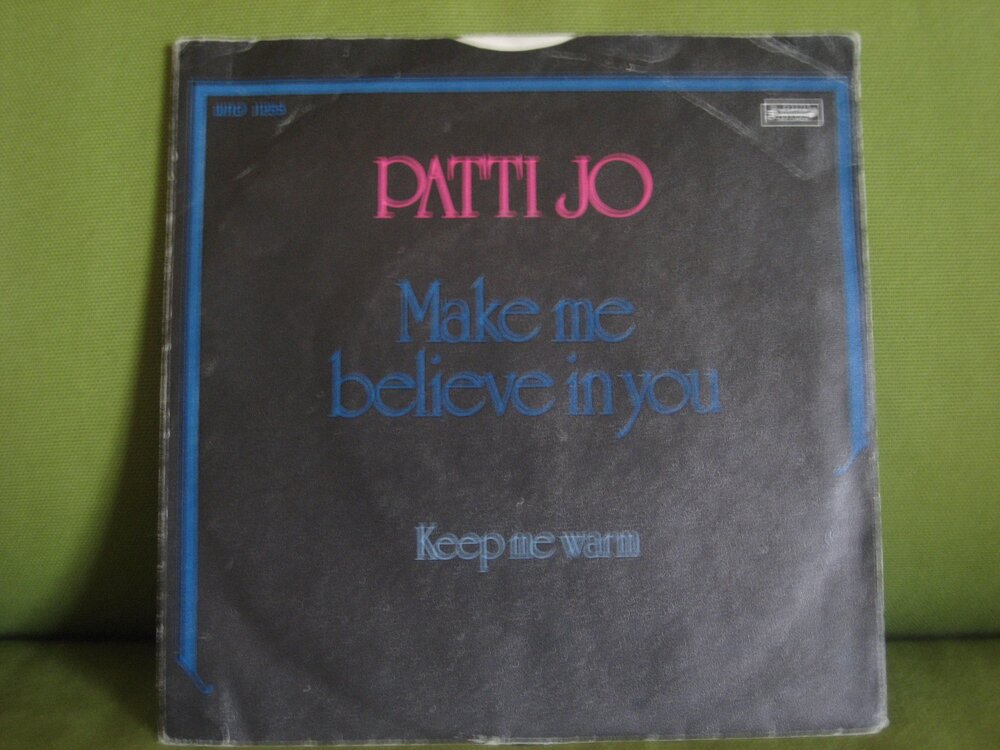 PATTI JO
Make me
believe in you
Keep me warm